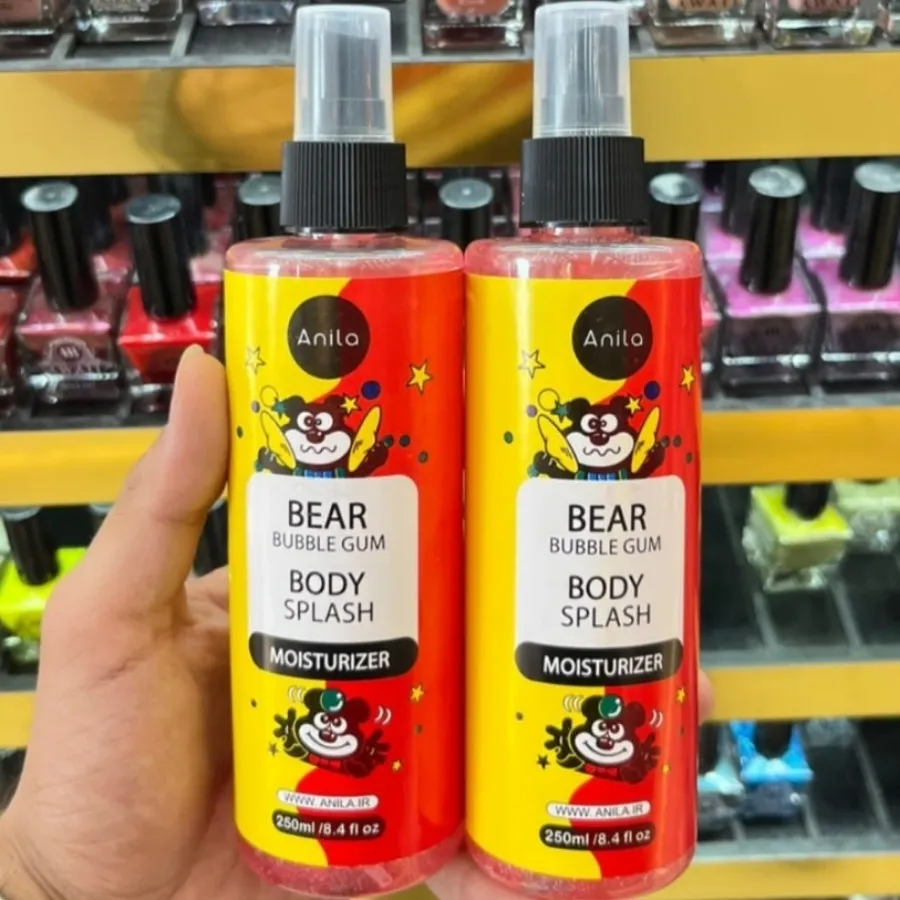 Anila
BEAR
BUBBLE GUM
BODY
SPLASH
MOISTURIZER
WWW. ANILA.IR
250ml /8.4 fl oz
Anila
BEAR
BUBBLE GUM
BODY
SPLASH
MOISTURIZER
WWW. ANILA.IR
250ml /8.4 fl oz